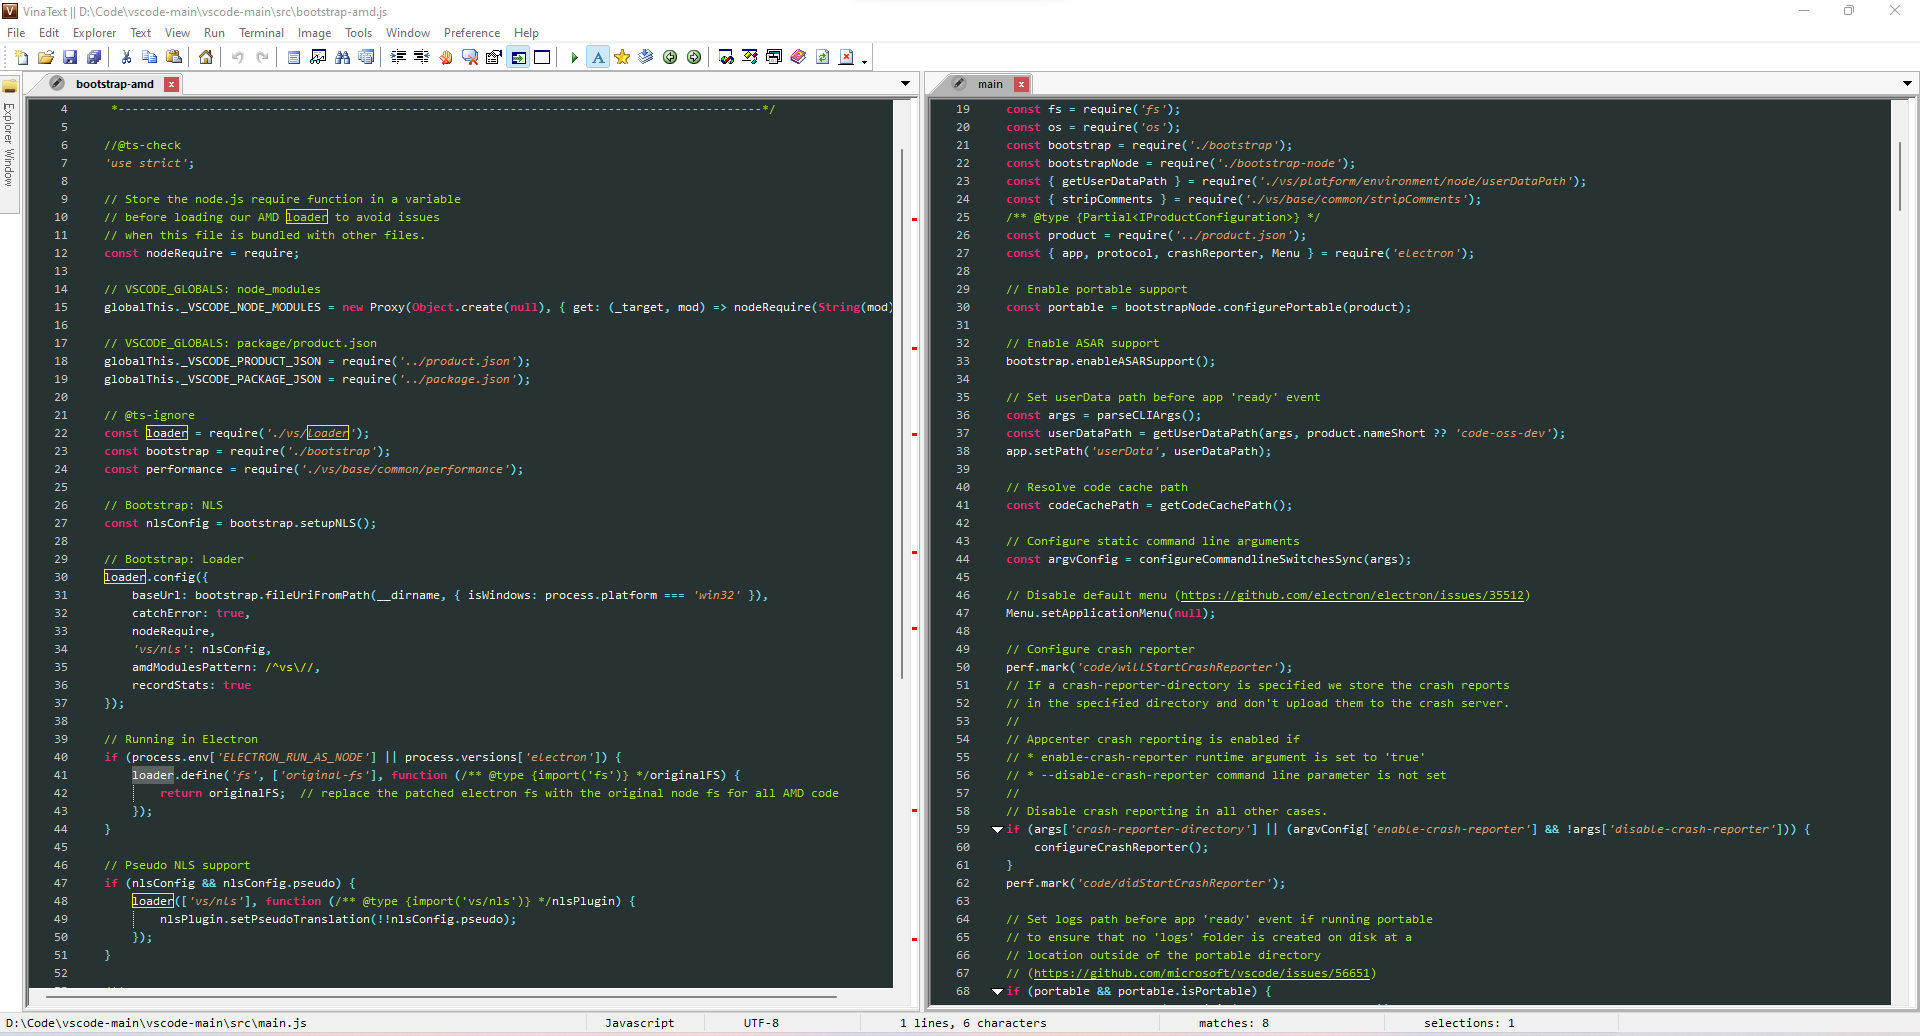 VinaText || D:\Code\vscode-main\vscode-main\src\bootstrap-amd.js
File Edit Explorer Text View Run Terminal Image Tools Window Preference Help
Explorer Window
bootstrap-amd
4 *--------------------------------------------------------------------------------------------*/
5
6 //@ts-check
7 'use strict';
8
9 // Store the node.js require function in a variable
10 // before loading our AMD loader to avoid issues
11 // when this file is bundled with other files.
12 const nodeRequire = require;
13
14 // VSCODE_GLOBALS: node_modules
15 globalThis._VSCODE_NODE_MODULES = new Proxy(Object.create(null), { get: (_target, mod) => nodeRequire(String(mod)
16
17 // VSCODE_GLOBALS: package/product.json
18 globalThis._VSCODE_PRODUCT_JSON = require('../product.json');
19 globalThis._VSCODE_PACKAGE_JSON = require('../package.json');
20
21 // @ts-ignore
22 const loader = require('./vs/loader');
23 const bootstrap = require('./bootstrap');
24 const performance = require('./vs/base/common/performance');
25
26 // Bootstrap: NLS
27 const nlsConfig = bootstrap.setupNLS();
28
29 // Bootstrap: Loader
30 loader.config({
31 baseUrl: bootstrap.fileUriFromPath(__dirname, { isWindows: process.platform === 'win32' }),
32 catchError: true,
33 nodeRequire,
34 'vs/nls': nlsConfig,
35 amdModulesPattern: /^vs\//,
36 recordStats: true
37 });
38
39 // Running in Electron
40 if (process.env['ELECTRON_RUN_AS_NODE'] || process.versions['electron']) {
41 loader.define('fs', ['original-fs'], function (/** @type {import('fs')} */originalFS) {
42 return originalFS;  // replace the patched electron fs with the original node fs for all AMD code
43 });
44 }
45
46 // Pseudo NLS support
47 if (nlsConfig && nlsConfig.pseudo) {
48 loader(['vs/nls'], function (/** @type {import('vs/nls')} */nlsPlugin) {
49 nlsPlugin.setPseudoTranslation(!!nlsConfig.pseudo);
50 });
51 }
52
main
19 const fs = require('fs');
20 const os = require('os');
21 const bootstrap = require('./bootstrap');
22 const bootstrapNode = require('./bootstrap-node');
23 const { getUserDataPath } = require('./vs/platform/environment/node/userDataPath');
24 const { stripComments } = require('./vs/base/common/stripComments');
25 /** @type {Partial<IProductConfiguration>} */
26 const product = require('../product.json');
27 const { app, protocol, crashReporter, Menu } = require('electron');
28
29 // Enable portable support
30 const portable = bootstrapNode.configurePortable(product);
31
32 // Enable ASAR support
33 bootstrap.enableASARSupport();
34
35 // Set userData path before app 'ready' event
36 const args = parseCLIArgs();
37 const userDataPath = getUserDataPath(args, product.nameShort ?? 'code-oss-dev');
38 app.setPath('userData', userDataPath);
39
40 // Resolve code cache path
41 const codeCachePath = getCodeCachePath();
42
43 // Configure static command line arguments
44 const argvConfig = configureCommandlineSwitchesSync(args);
45
46 // Disable default menu (https://github.com/electron/electron/issues/35512)
47 Menu.setApplicationMenu(null);
48
49 // Configure crash reporter
50 perf.mark('code/willStartCrashReporter');
51 // If a crash-reporter-directory is specified we store the crash reports
52 // in the specified directory and don't upload them to the crash server.
53 //
54 // Appcenter crash reporting is enabled if
55 // * enable-crash-reporter runtime argument is set to 'true'
56 // * --disable-crash-reporter command line parameter is not set
57 //
58 // Disable crash reporting in all other cases.
59 if (args['crash-reporter-directory'] || (argvConfig['enable-crash-reporter'] && !args['disable-crash-reporter'])) {
60 configureCrashReporter();
61 }
62 perf.mark('code/didStartCrashReporter');
63
64 // Set logs path before app 'ready' event if running portable
65 // to ensure that no 'logs' folder is created on disk at a
66 // location outside of the portable directory
67 // (https://github.com/microsoft/vscode/issues/56651)
68 if (portable && portable.isPortable) {
D:\Code\vscode-main\vscode-main\src\main.js Javascript UTF-8 1 lines, 6 characters matches: 8 selections: 1